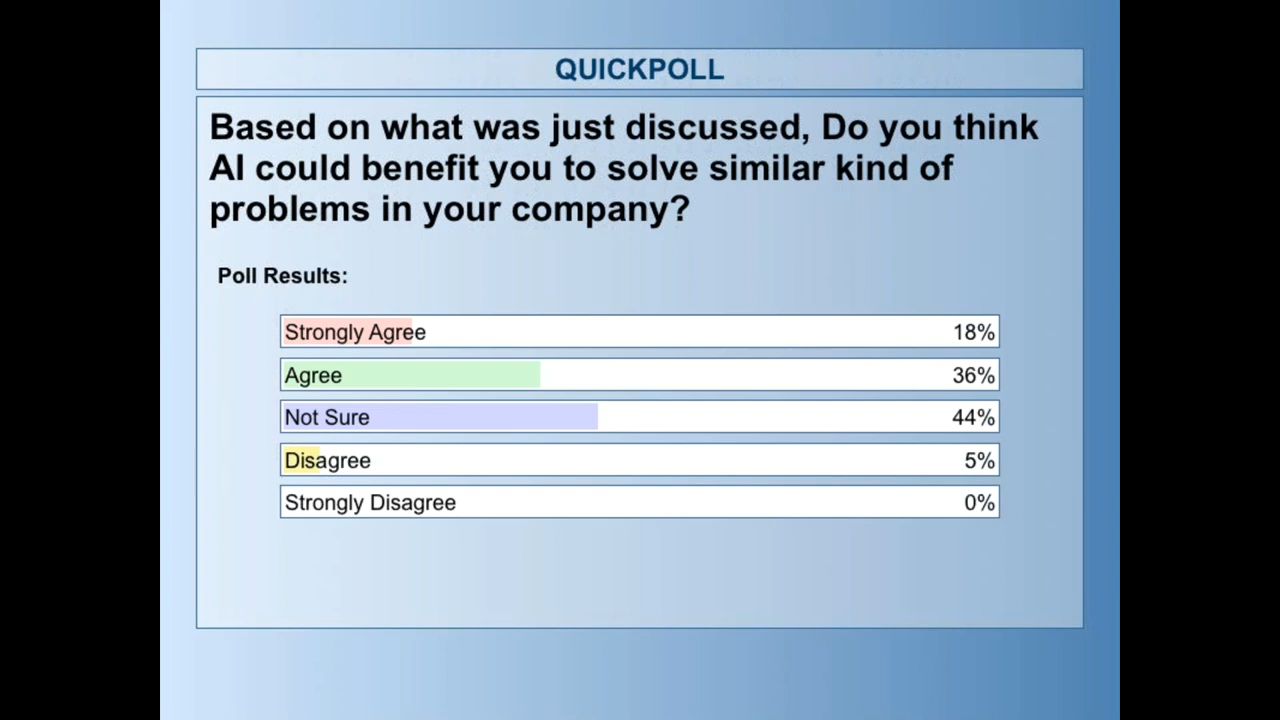 QUICKPOLL
Based on what was just discussed, Do you think
AI could benefit you to solve similar kind of
problems in your company?
Poll Results:
Strongly Agree 18%
Agree 36%
Not Sure 44%
Disagree 5%
Strongly Disagree 0%